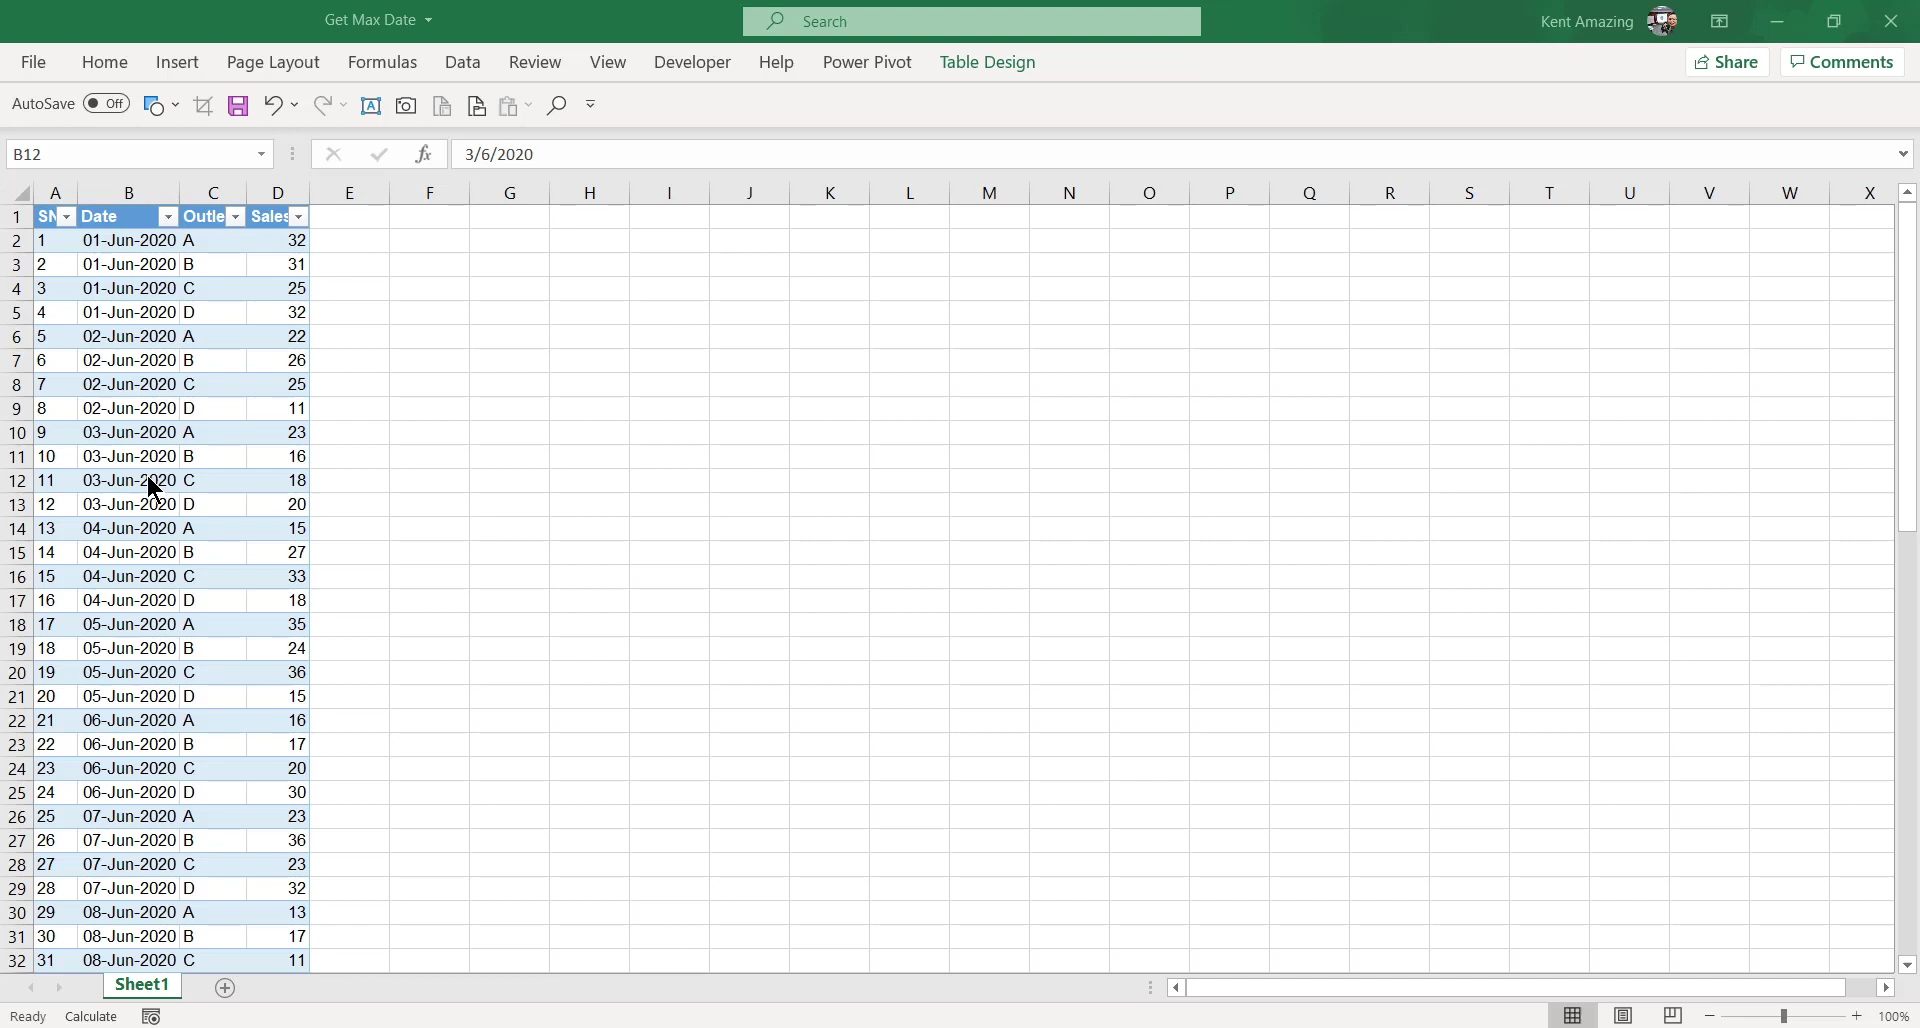 Get Max Date
Search
Kent Amazing
File Home Insert Page Layout Formulas Data Review View Developer Help Power Pivot Table Design Share Comments
AutoSave Off
B12 fx 3/6/2020
A B C D E F G H I J K L M N O P Q R S T U V W X
1 SN Date Outle Sales
2 1 01-Jun-2020 A 32
3 2 01-Jun-2020 B 31
4 3 01-Jun-2020 C 25
5 4 01-Jun-2020 D 32
6 5 02-Jun-2020 A 22
7 6 02-Jun-2020 B 26
8 7 02-Jun-2020 C 25
9 8 02-Jun-2020 D 11
10 9 03-Jun-2020 A 23
11 10 03-Jun-2020 B 16
12 11 03-Jun-2020 C 18
13 12 03-Jun-2020 D 20
14 13 04-Jun-2020 A 15
15 14 04-Jun-2020 B 27
16 15 04-Jun-2020 C 33
17 16 04-Jun-2020 D 18
18 17 05-Jun-2020 A 35
19 18 05-Jun-2020 B 24
20 19 05-Jun-2020 C 36
21 20 05-Jun-2020 D 15
22 21 06-Jun-2020 A 16
23 22 06-Jun-2020 B 17
24 23 06-Jun-2020 C 20
25 24 06-Jun-2020 D 30
26 25 07-Jun-2020 A 23
27 26 07-Jun-2020 B 36
28 27 07-Jun-2020 C 23
29 28 07-Jun-2020 D 32
30 29 08-Jun-2020 A 13
31 30 08-Jun-2020 B 17
32 31 08-Jun-2020 C 11
Sheet1
Ready Calculate 100%